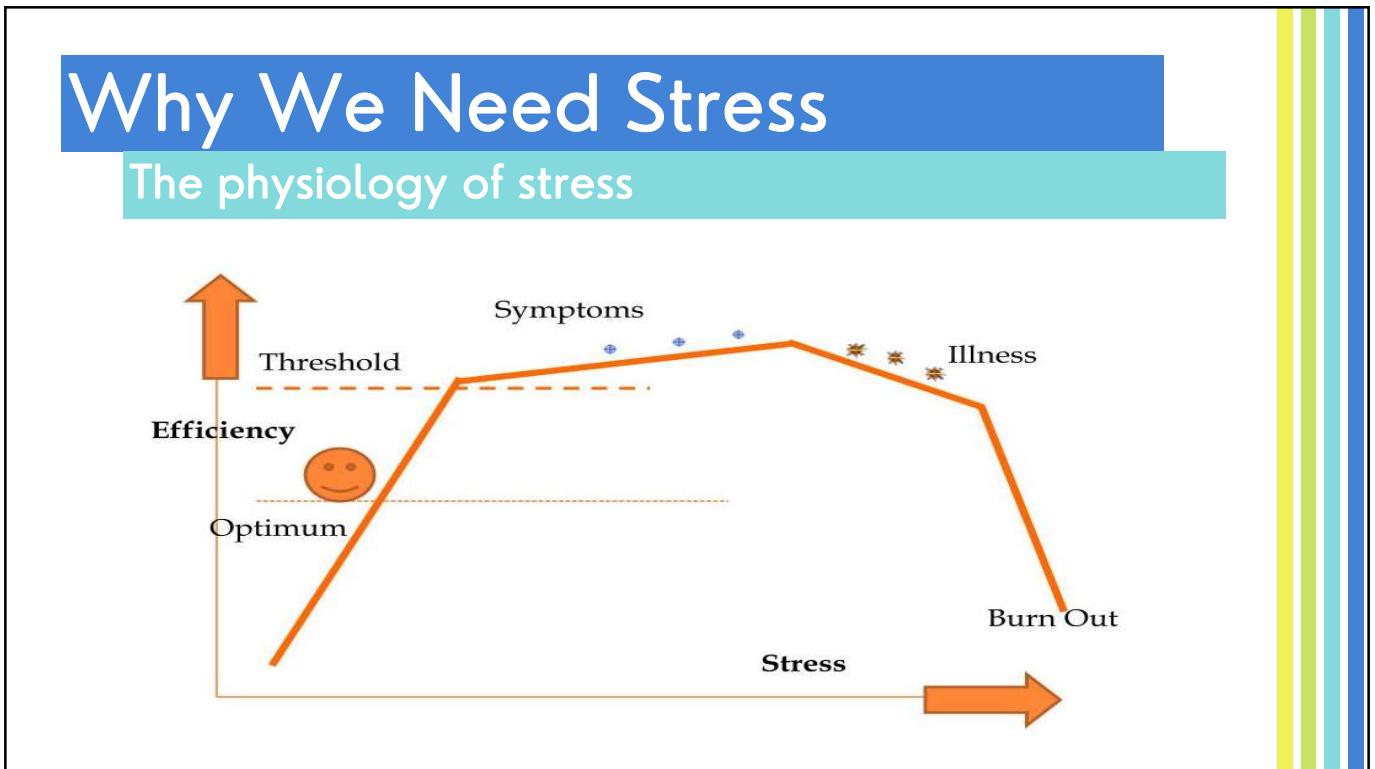 Why We Need Stress
The physiology of stress
Symptoms
Threshold
Illness
Efficiency
Optimum
Burn Out
Stress